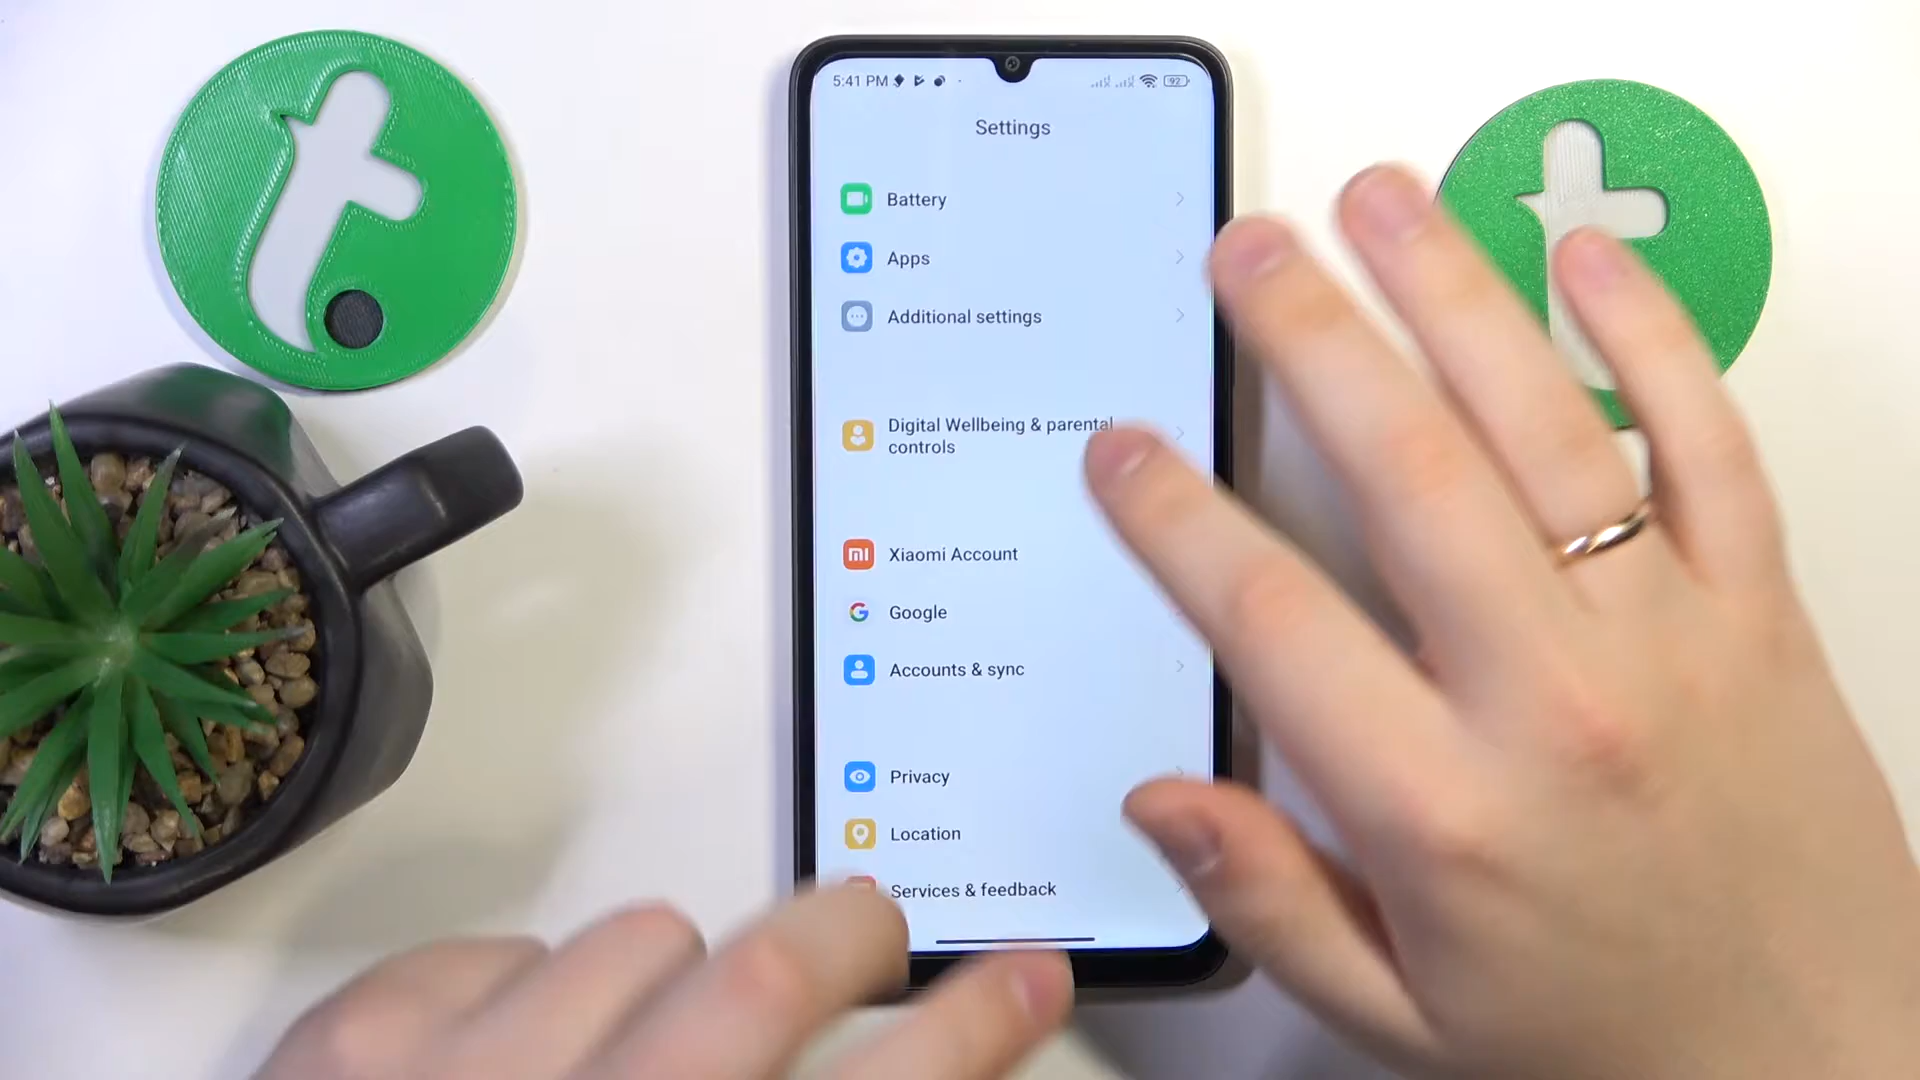 5:41 PM
92
Settings
Battery
Apps
Additional settings
Digital Wellbeing & parental
controls
Xiaomi Account
Google
Accounts & sync
Privacy
Location
Services & feedback